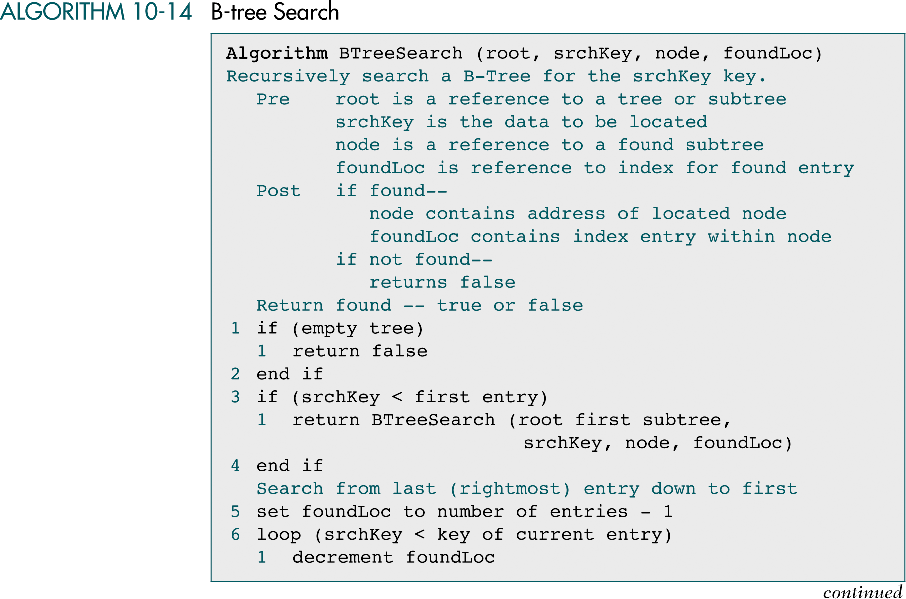 ALGORITHM 10-14 B-tree Search
Algorithm BTreeSearch (root, srchKey, node, foundLoc)
Recursively search a B-Tree for the srchKey key.
Pre root is a reference to a tree or subtree
srchKey is the data to be located
node is a reference to a found subtree
foundLoc is reference to index for found entry
Post if found--
node contains address of located node
foundLoc contains index entry within node
if not found--
returns false
Return found -- true or false
1 if (empty tree)
1 return false
2 end if
3 if (srchKey < first entry)
1 return BTreeSearch (root first subtree,
srchKey, node, foundLoc)
4 end if
Search from last (rightmost) entry down to first
5 set foundLoc to number of entries - 1
6 loop (srchKey < key of current entry)
1 decrement foundLoc
continued